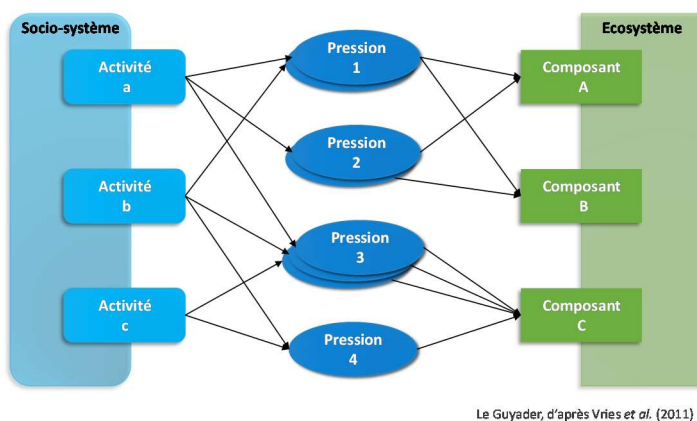 Socio-système
Ecosystème
Activité
a
Pression
1
Composant
A
Pression
2
Activité
b
Composant
B
Pression
3
Activité
c
Composant
C
Pression
4
Le Guyader, d'après Vries et al. (2011)